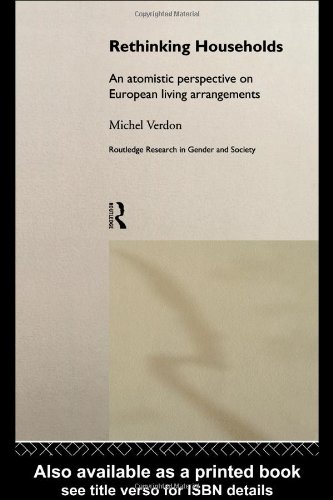 Copyrighted Material
Rethinking Households
An atomistic perspective on
European living arrangements
Michel Verdon
Routledge Research in Gender and Society
ROUTLEDGE
Copyrighted Material
Also available as a printed book
see title verso for ISBN details